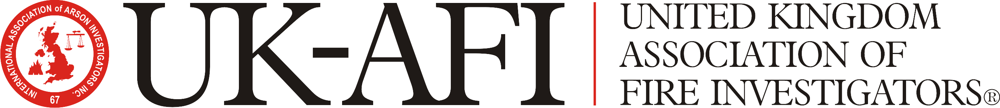 INTERNATIONAL ASSOCIATION of ARSON INVESTIGATORS INC.
67
UK-AFI
UNITED KINGDOM
ASSOCIATION OF
FIRE INVESTIGATORS®